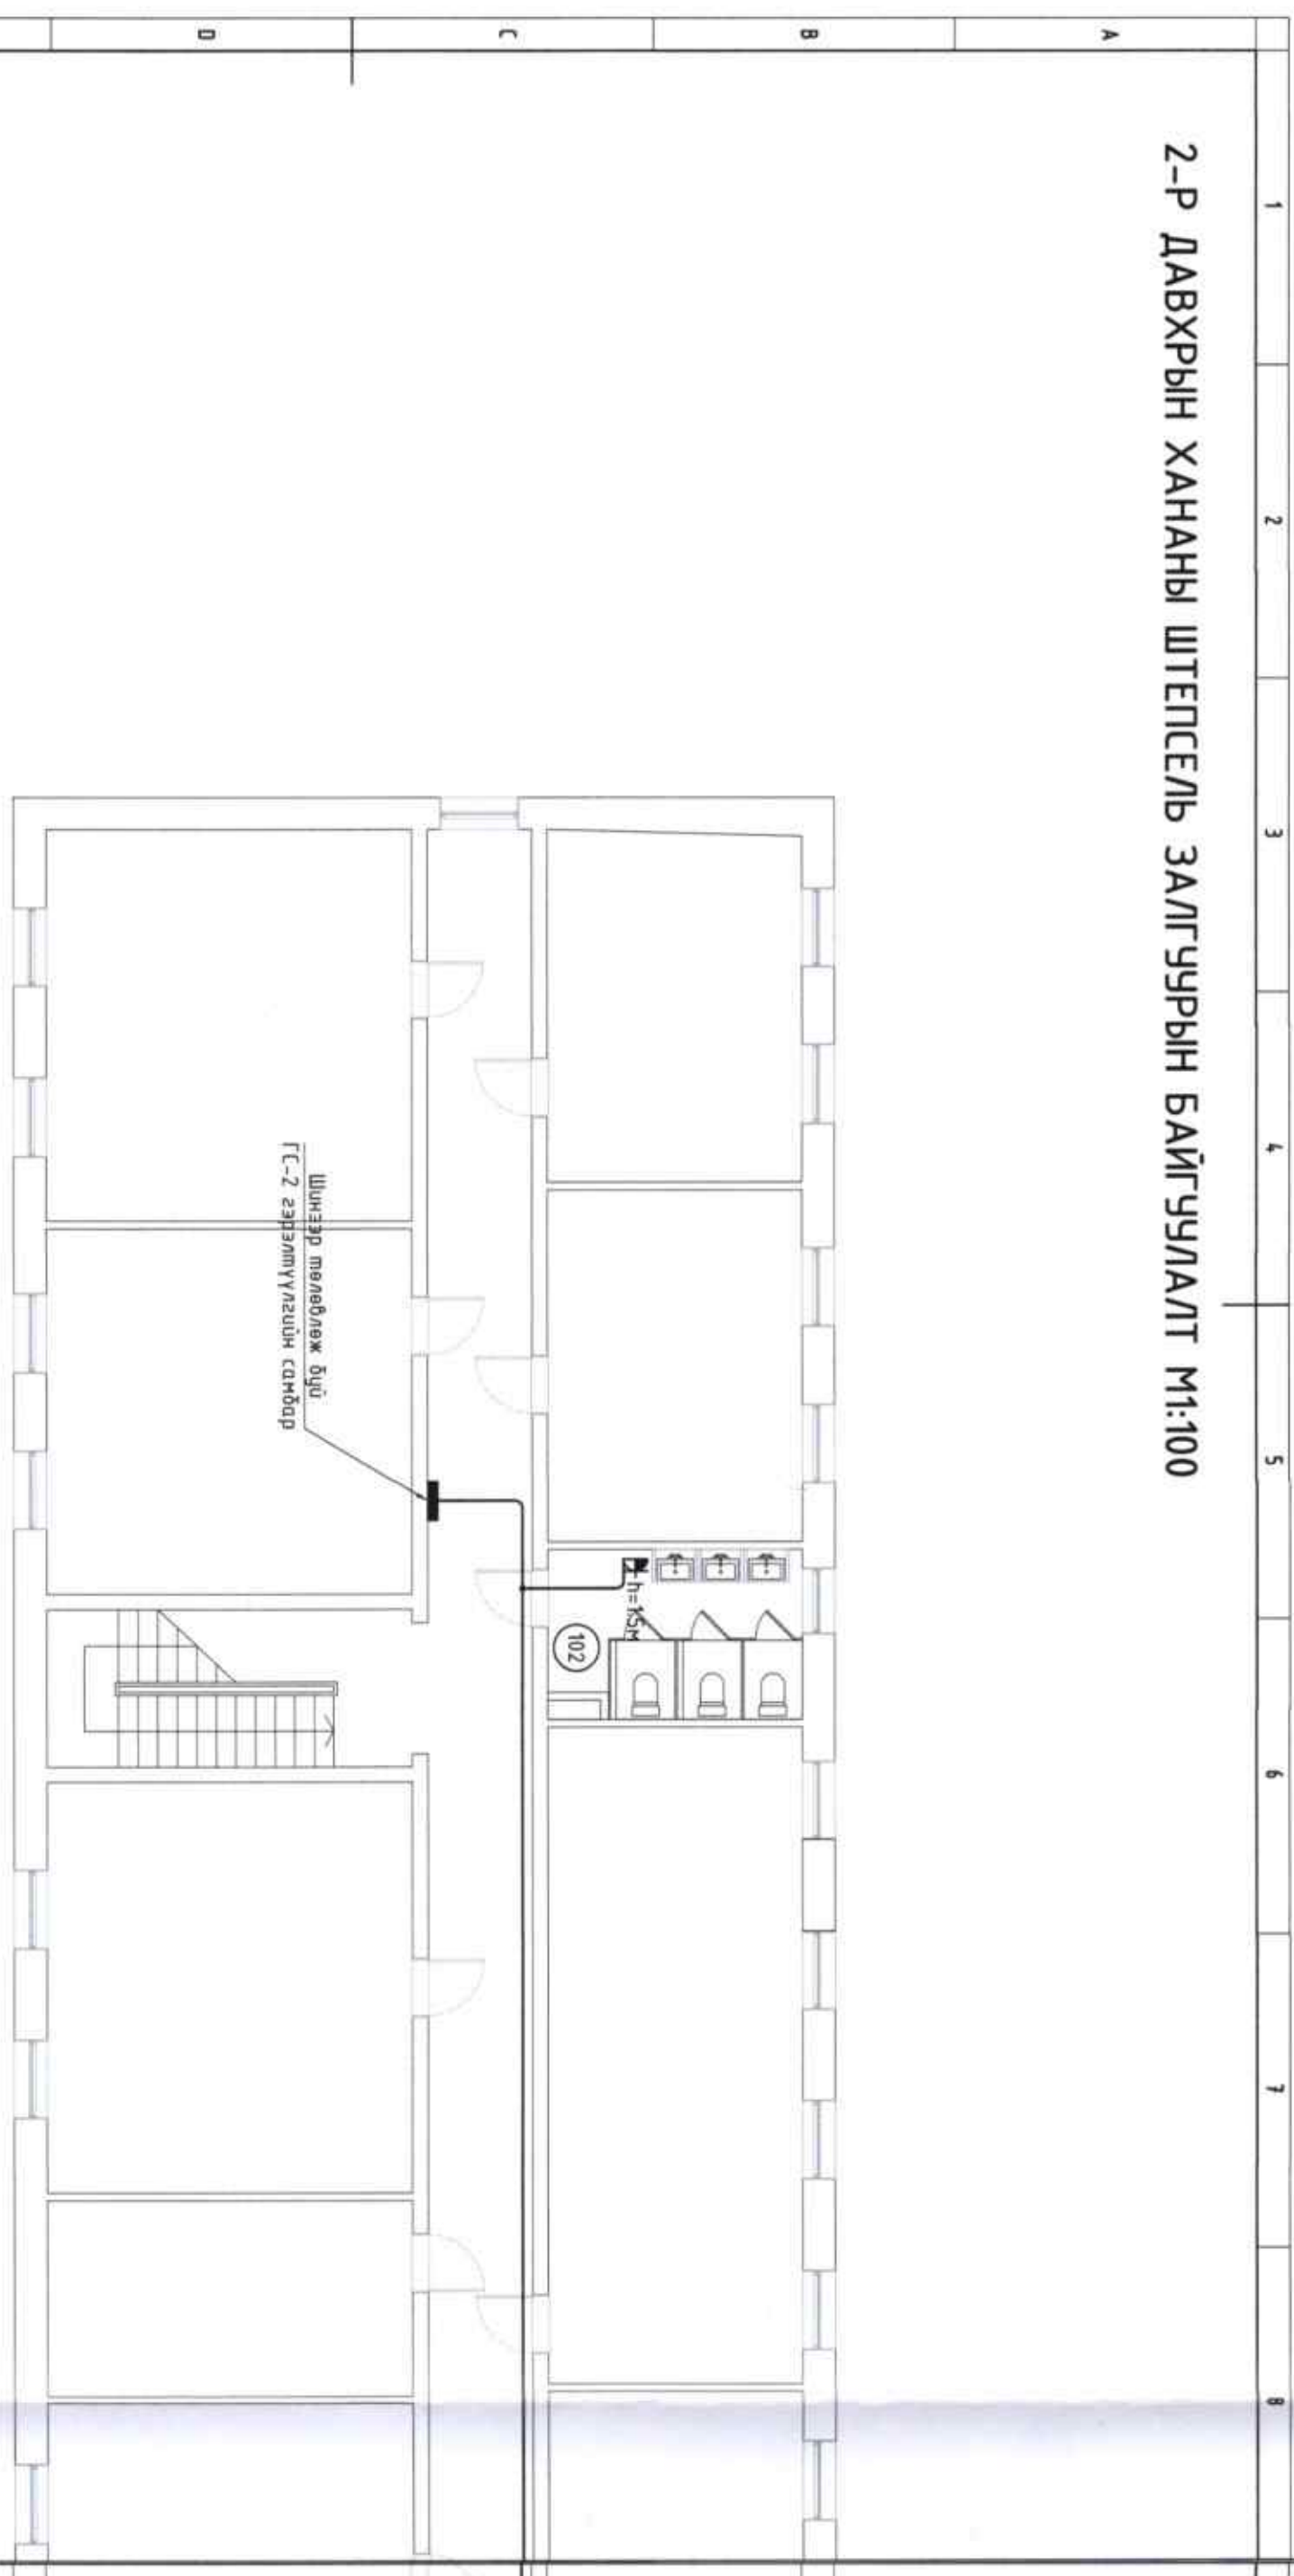 1 2 3 4 5 6 7 8
A
B
C
D
2-Р ДАВХРЫН ХАНАНЫ ШТЕПСЕЛЬ ЗАЛГУУРЫН БАЙГУУЛАЛТ М1:100
h=1.5м
102
Шинээр төлөвлөж буй
ГС-2 гэрэлтүүлгийн самбар